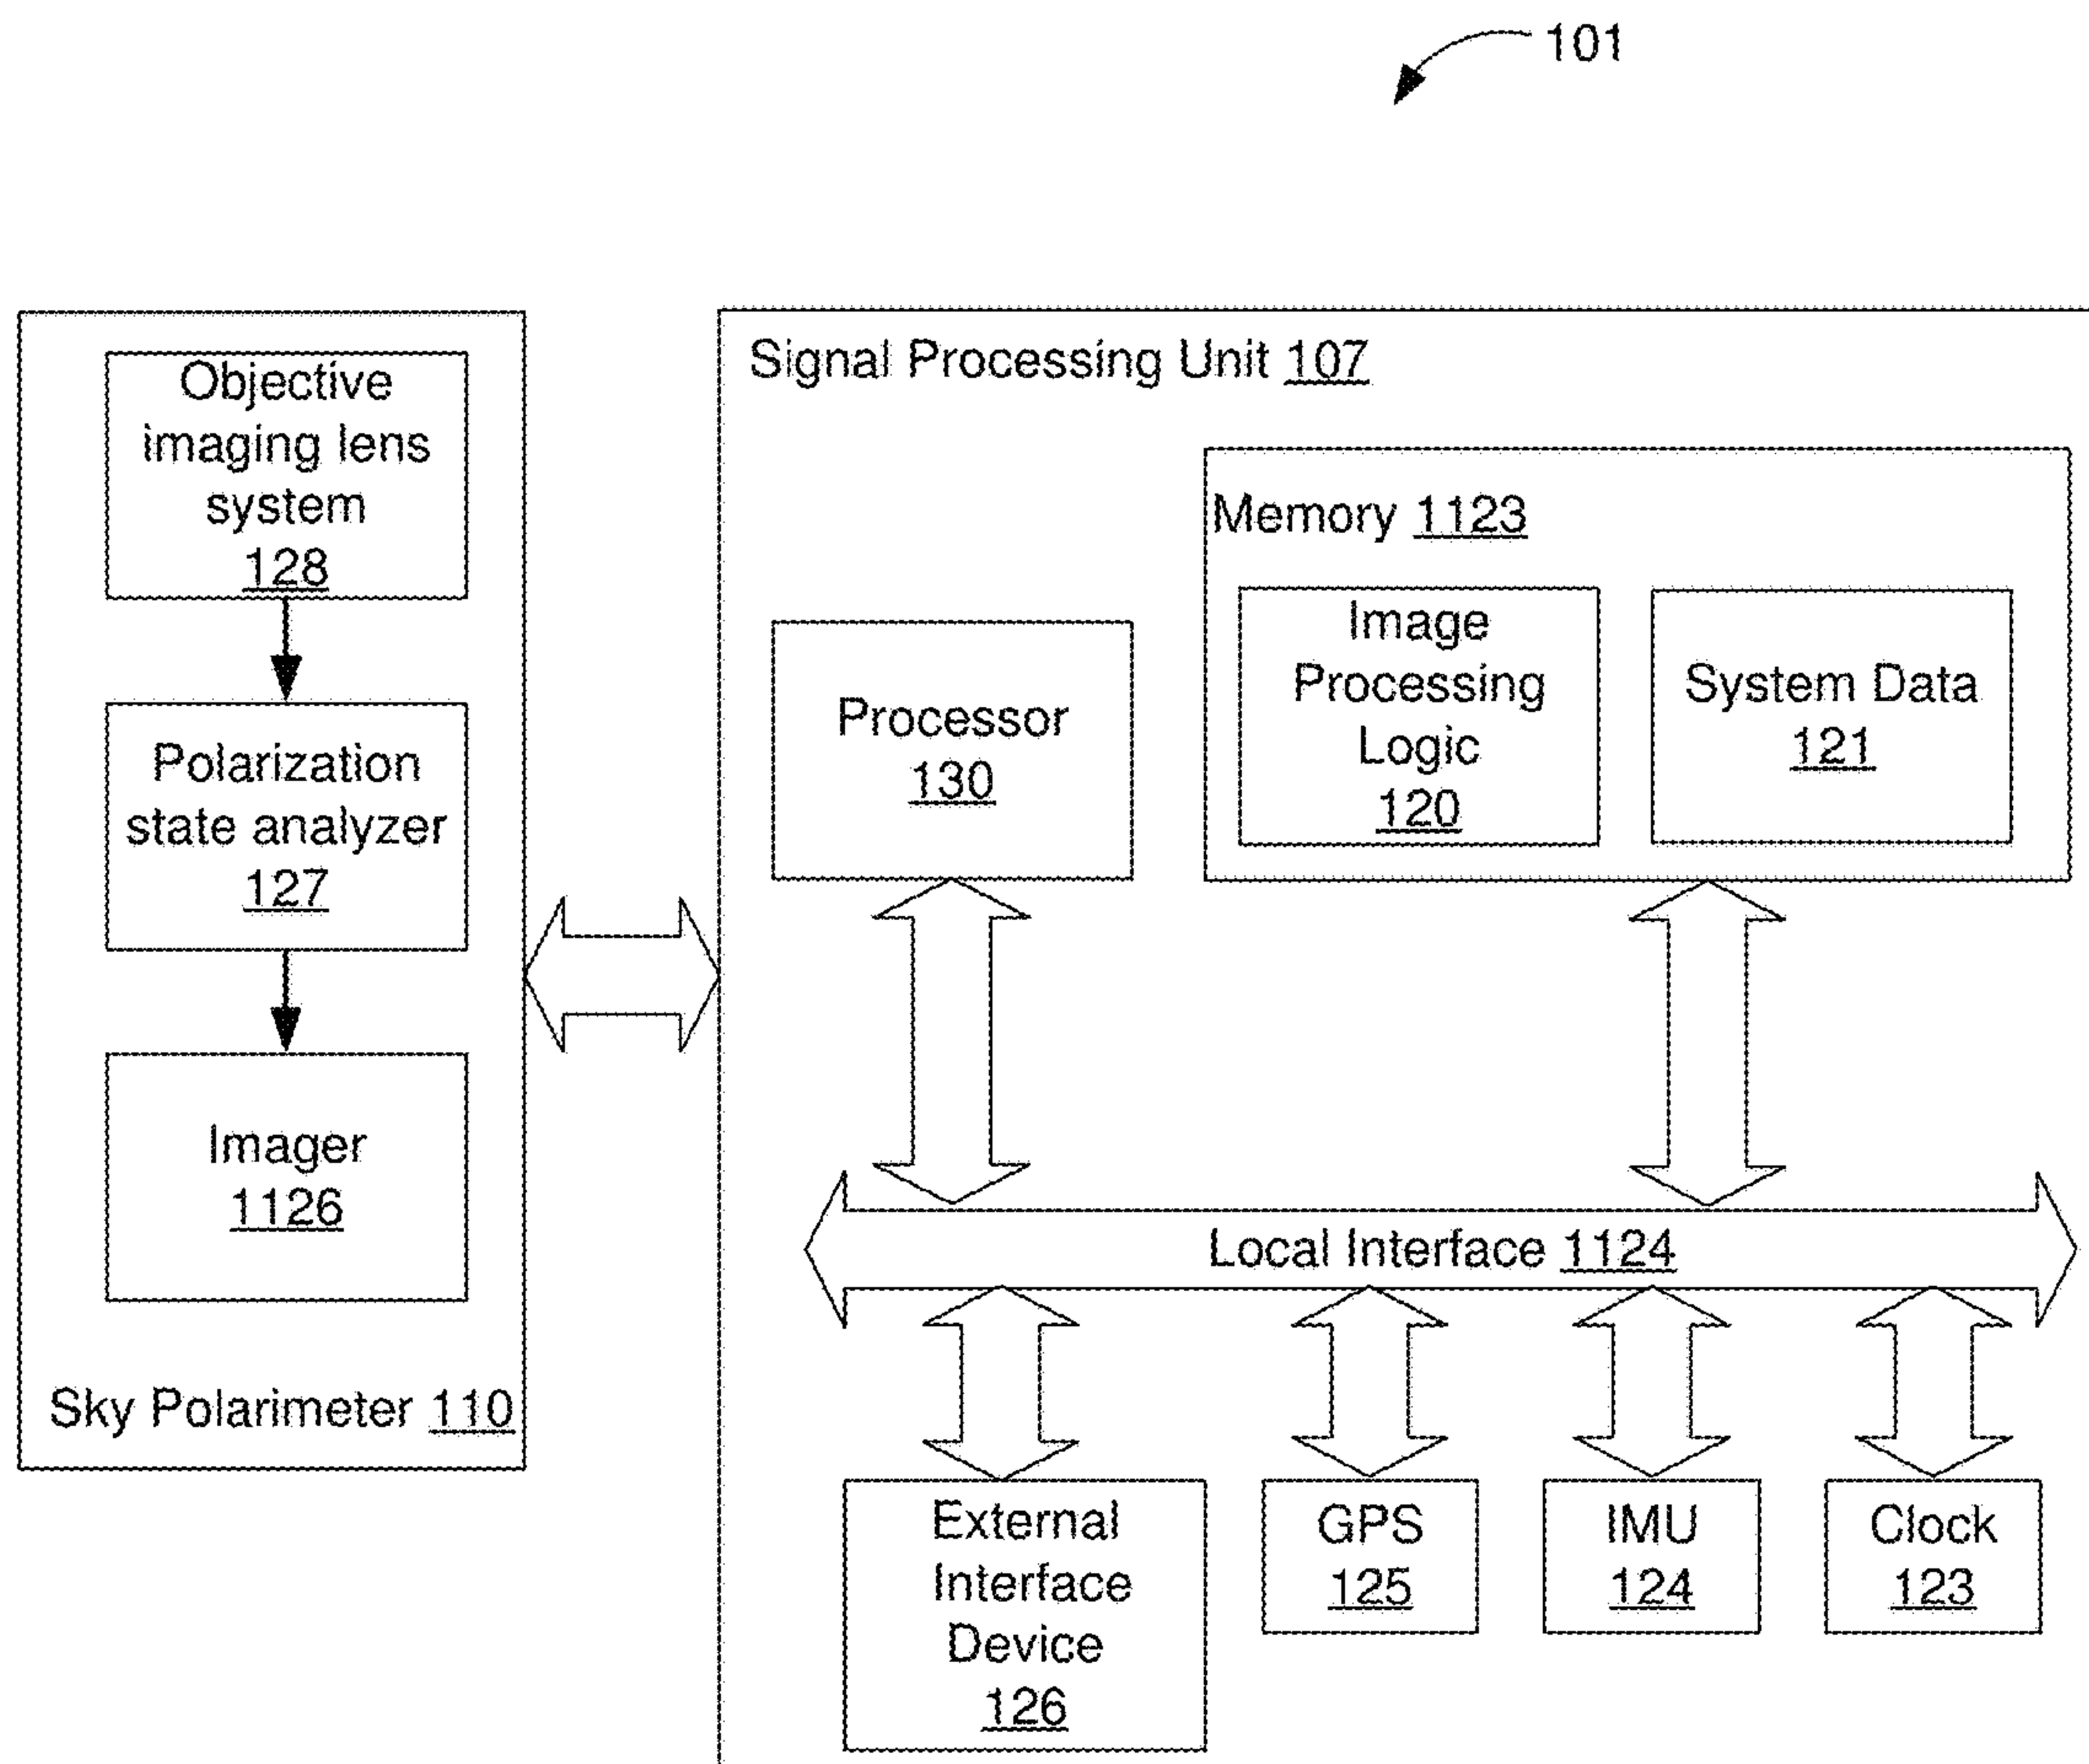 101
Objective
imaging lens
system
128
Polarization
state analyzer
127
Imager
1126
Sky Polarimeter 110
Signal Processing Unit 107
Memory 1123
Image
Processing
Logic
120
System Data
121
Processor
130
Local Interface 1124
External
Interface
Device
126
GPS
125
IMU
124
Clock
123